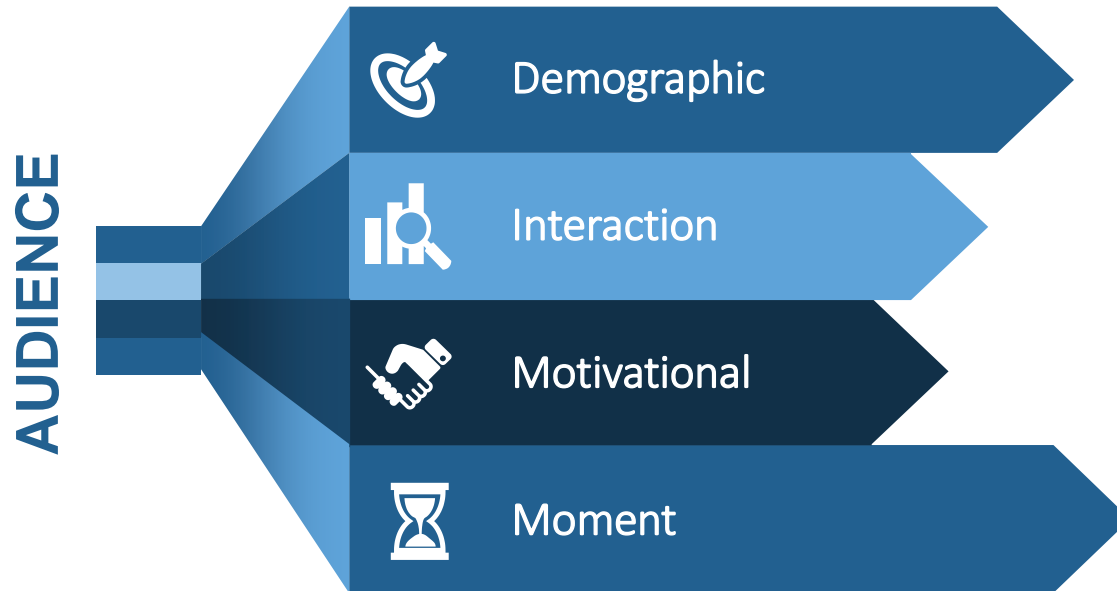 AUDIENCE
Demographic
Interaction
Motivational
Moment